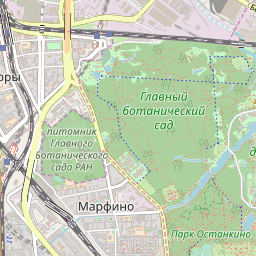 Главный
ботанический
сад
оры
питомник
Главного
Ботанического
сада РАН
Марфино
Парк Останкино